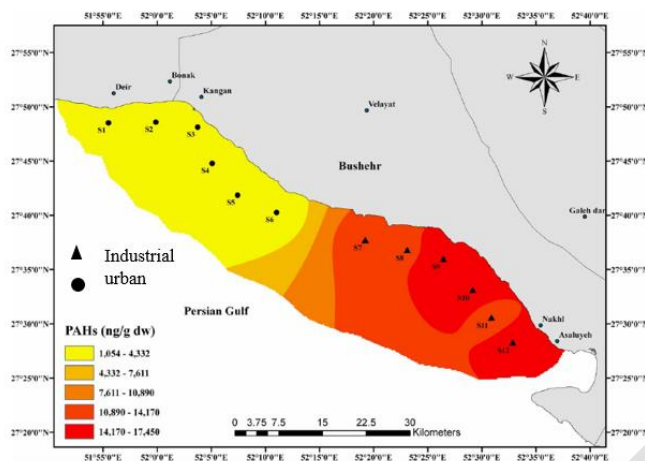 51°55'0"E 52°0'0"E 52°5'0"E 52°10'0"E 52°15'0"E 52°20'0"E 52°25'0"E 52°30'0"E 52°35'0"E 52°40'0"E
27°55'0"N
27°50'0"N
27°45'0"N
27°40'0"N
27°35'0"N
27°30'0"N
27°25'0"N
27°20'0"N
N
W E
S
Deir
Bonak
Kangan
Velayat
Bushehr
Galeh dar
Nakhl
Asaluyeh
S1
S2
S3
S4
S5
S6
S7
S8
S9
S10
S11
S12
Industrial
urban
Persian Gulf
PAHs (ng/g dw)
1,054 - 4,332
4,332 - 7,611
7,611 - 10,890
10,890 - 14,170
14,170 - 17,450
0 3.75 7.5 15 22.5 30
Kilometers
27°55'0"N
27°50'0"N
27°45'0"N
27°40'0"N
27°35'0"N
27°30'0"N
27°25'0"N
27°20'0"N
51°55'0"E 52°0'0"E 52°5'0"E 52°10'0"E 52°15'0"E 52°20'0"E 52°25'0"E 52°30'0"E 52°35'0"E 52°40'0"E